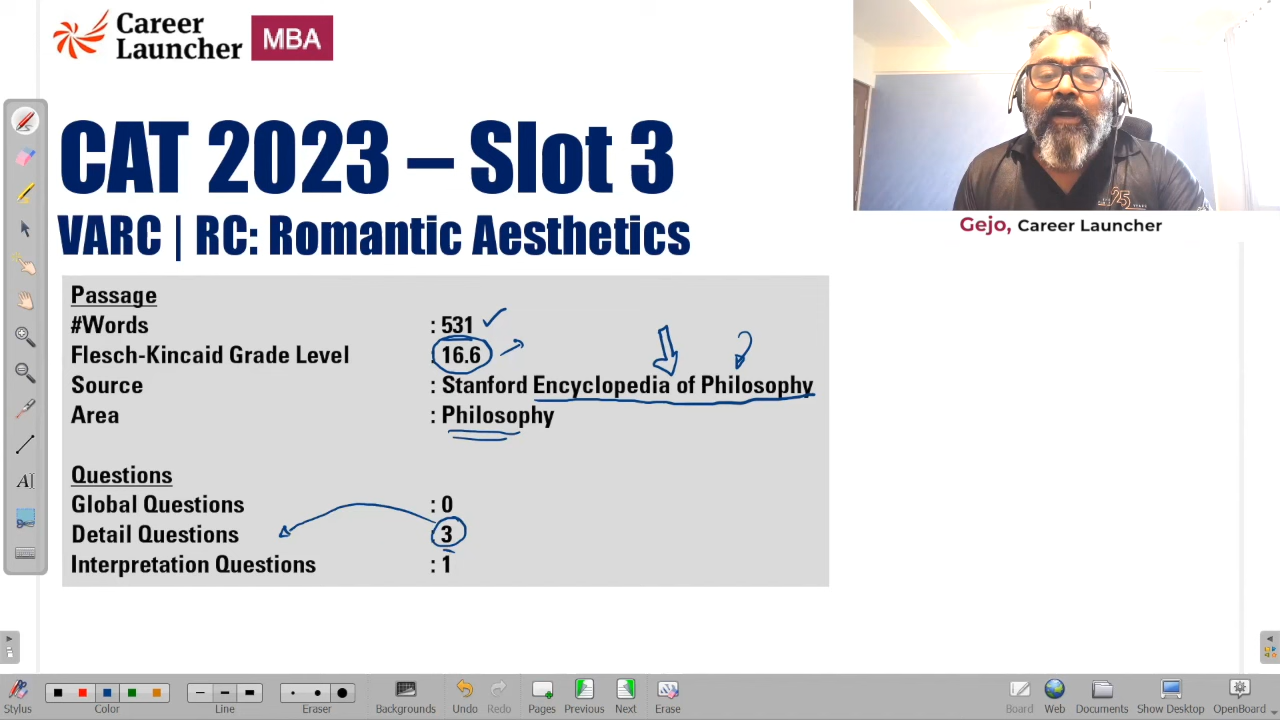 Career
Launcher
MBA
CAT 2023 – Slot 3
VARC | RC: Romantic Aesthetics
Gejo, Career Launcher
25
Passage
#Words : 531
Flesch-Kincaid Grade Level : 16.6
Source : Stanford Encyclopedia of Philosophy
Area : Philosophy
Questions
Global Questions : 0
Detail Questions : 3
Interpretation Questions : 1
Stylus Color Line Eraser Backgrounds Undo Redo Pages Previous Next Erase Board Web Documents Show Desktop OpenBoard